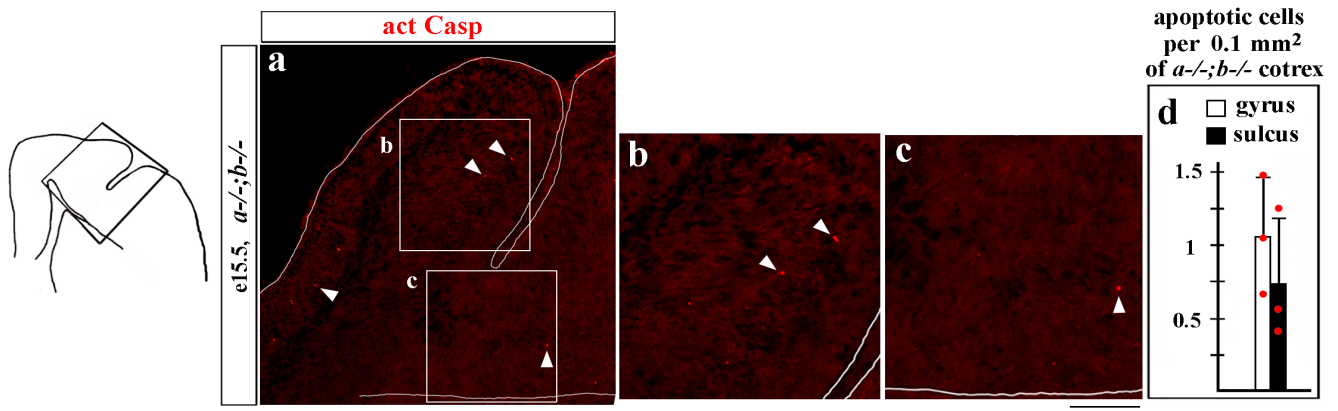 act Casp
e15.5, a-/-;b-/-
a
b
c
b
c
apoptotic cells
per 0.1 mm2
of a-/-;b-/- cotrex
d
gyrus
sulcus
1.5
1
0.5